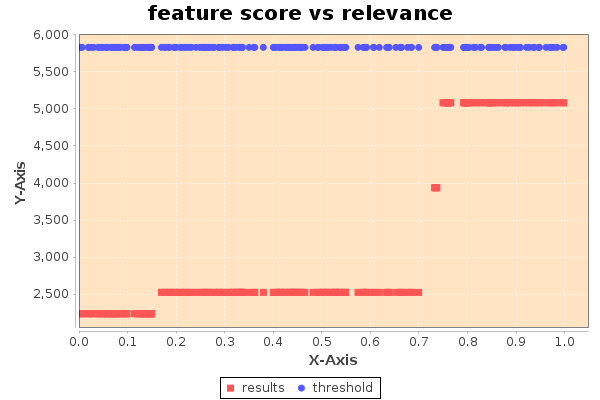 feature score vs relevance
6,000
5,500
5,000
4,500
4,000
3,500
3,000
2,500
Y-Axis
0.0 0.1 0.2 0.3 0.4 0.5 0.6 0.7 0.8 0.9 1.0
X-Axis
results threshold